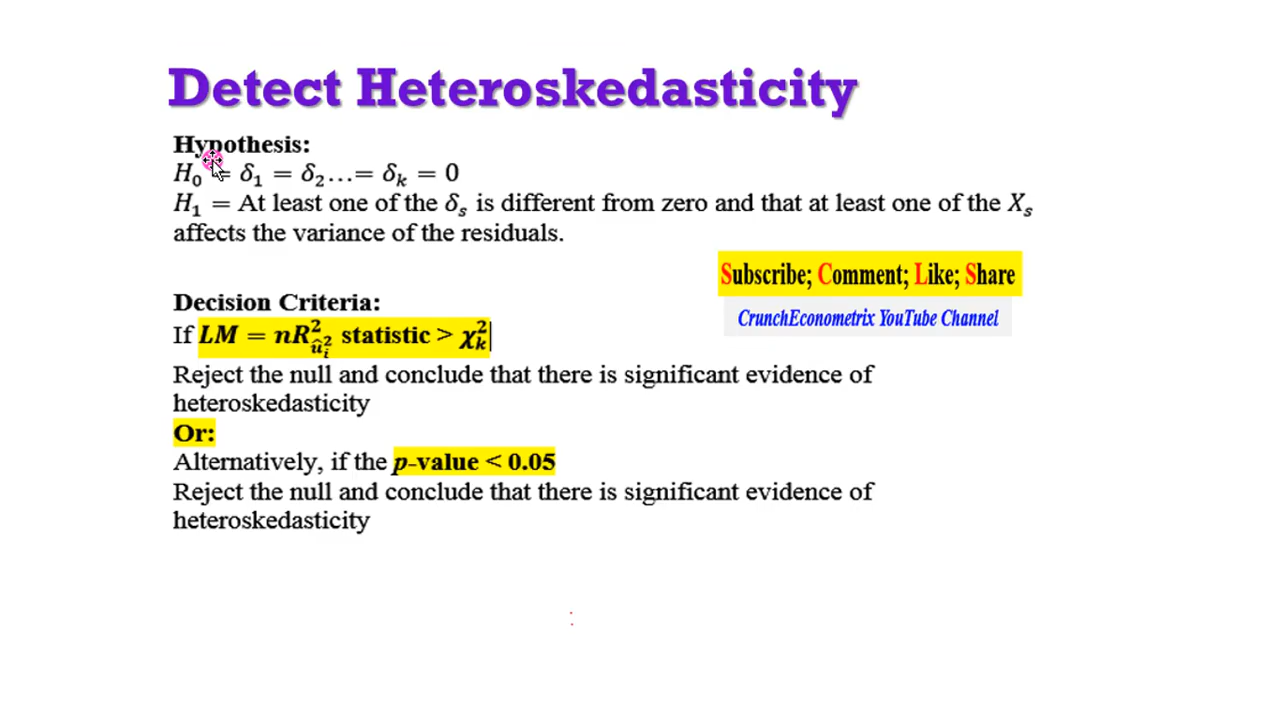 Detect Heteroskedasticity
Hypothesis:
H₀ = δ₁ = δ₂ …= δₖ = 0
H₁ = At least one of the δₛ is different from zero and that at least one of the Xₛ
affects the variance of the residuals.
Subscribe; Comment; Like; Share
CrunchEconometrix YouTube Channel
Decision Criteria:
If LM = nR²_{û²ᵢ} statistic > χ²ₖ
Reject the null and conclude that there is significant evidence of
heteroskedasticity
Or:
Alternatively, if the p-value < 0.05
Reject the null and conclude that there is significant evidence of
heteroskedasticity